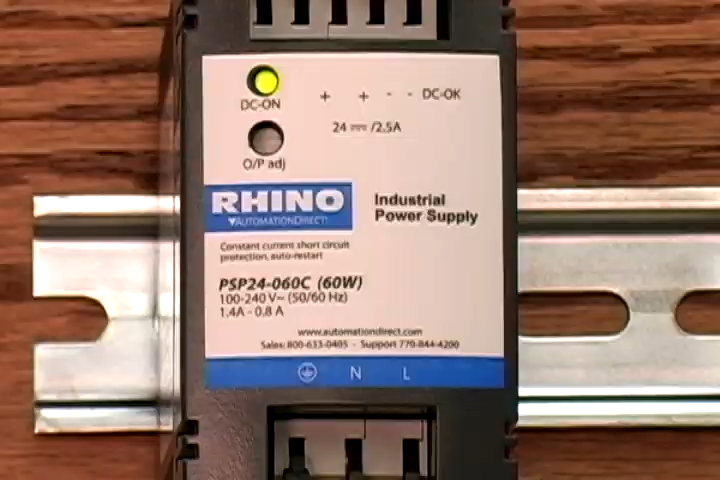 DC-ON
+ + - - DC-OK
24 ⎓ /2.5A
O/P adj
RHINO
AUTOMATIONDIRECT
Industrial
Power Supply
Constant current short circuit
protection, auto-restart
PSP24-060C (60W)
100-240 V~ (50/60 Hz)
1.4A - 0.8 A
www.automationdirect.com
Sales: 800-633-0405 - Support 770-844-4200
N L